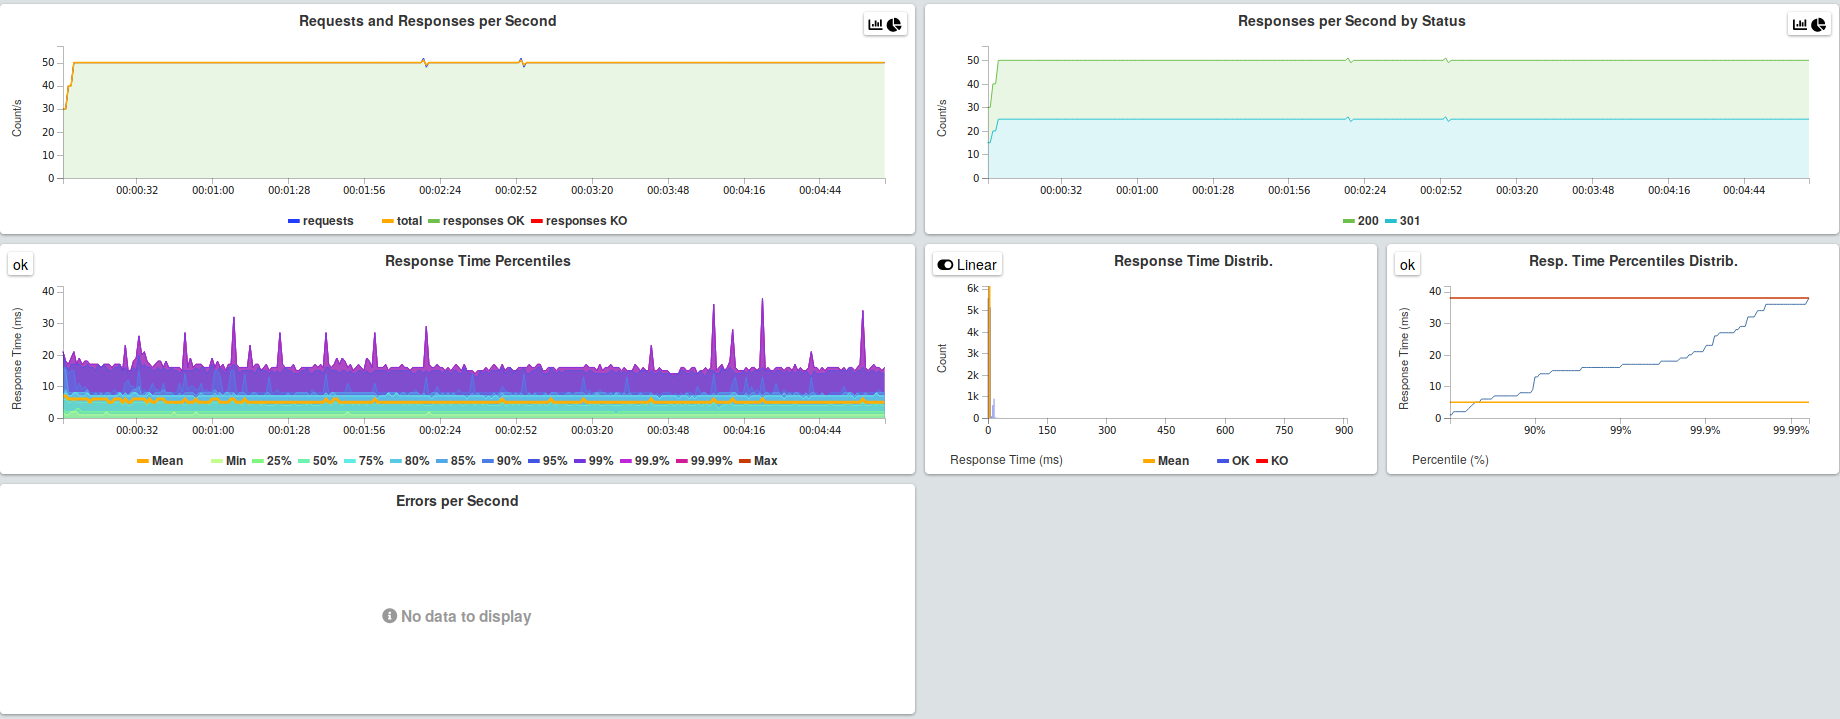 Requests and Responses per Second
Count/s
50
40
30
20
10
0
00:00:32 00:01:00 00:01:28 00:01:56 00:02:24 00:02:52 00:03:20 00:03:48 00:04:16 00:04:44
requests total responses OK responses KO
Responses per Second by Status
Count/s
50
40
30
20
10
0
00:00:32 00:01:00 00:01:28 00:01:56 00:02:24 00:02:52 00:03:20 00:03:48 00:04:16 00:04:44
200 301
ok
Response Time Percentiles
Response Time (ms)
40
30
20
10
0
00:00:32 00:01:00 00:01:28 00:01:56 00:02:24 00:02:52 00:03:20 00:03:48 00:04:16 00:04:44
Mean Min 25% 50% 75% 80% 85% 90% 95% 99% 99.9% 99.99% Max
Linear
Response Time Distrib.
Count
6k
5k
4k
3k
2k
1k
0
0 150 300 450 600 750 900
Response Time (ms)
Mean OK KO
ok
Resp. Time Percentiles Distrib.
Response Time (ms)
40
30
20
10
0
90% 99% 99.9% 99.99%
Percentile (%)
Errors per Second
No data to display